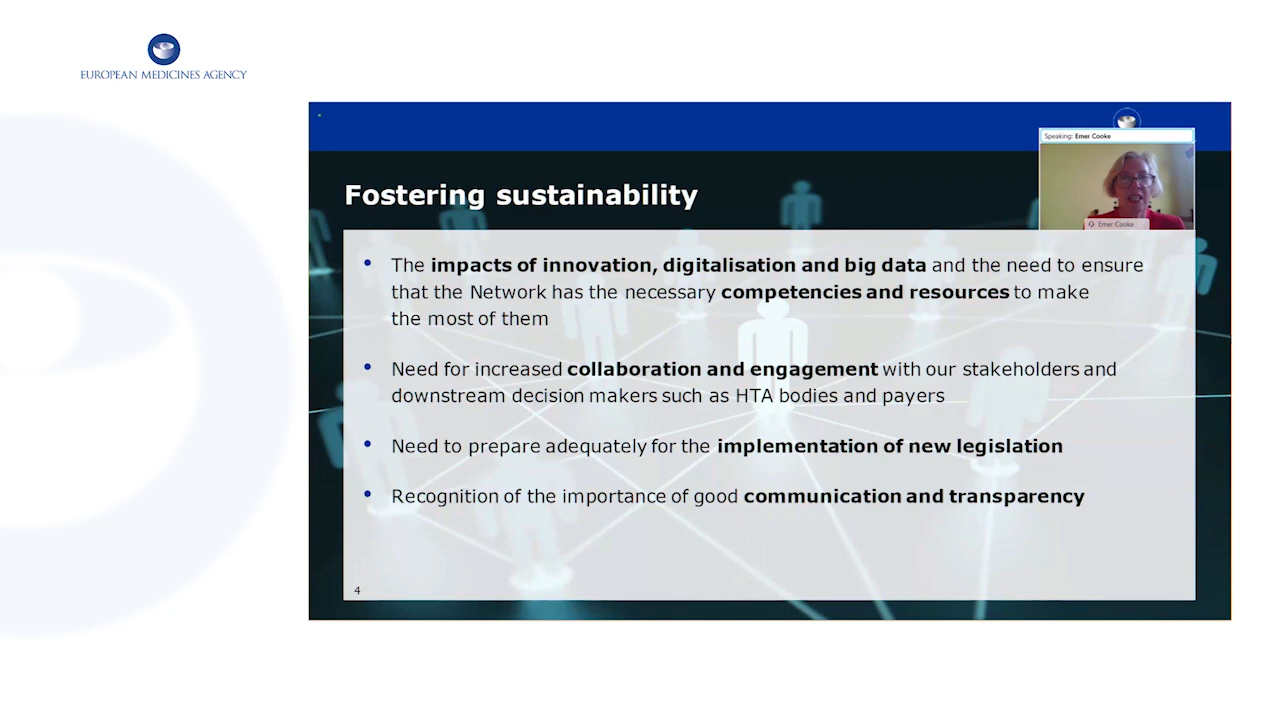 EUROPEAN MEDICINES AGENCY
Speaking: Emer Cooke
Emer Cooke
Fostering sustainability
• The impacts of innovation, digitalisation and big data and the need to ensure
that the Network has the necessary competencies and resources to make
the most of them
• Need for increased collaboration and engagement with our stakeholders and
downstream decision makers such as HTA bodies and payers
• Need to prepare adequately for the implementation of new legislation
• Recognition of the importance of good communication and transparency
4